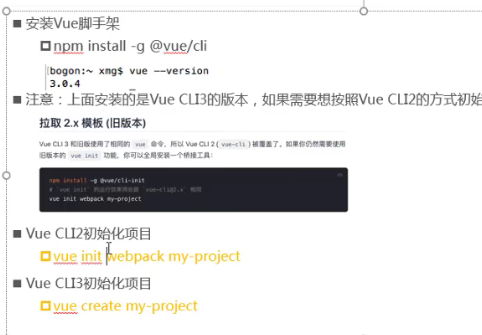 安装Vue脚手架
npm install -g @vue/cli
bogon:~ xmg$ vue --version
3.0.4
注意：上面安装的是Vue CLI3的版本，如果需要想按照Vue CLI2的方式初始
拉取 2.x 模板 (旧版本)
Vue CLI 3 和旧版使用了相同的 vue 命令，所以 Vue CLI 2 (vue-cli) 被覆盖了。如果你仍然需要使用
旧版本的 vue init 功能，你可以全局安装一个桥接工具：
npm install -g @vue/cli-init
# `vue init` 的运行效果将会跟 `vue-cli@2.x` 相同
vue init webpack my-project
Vue CLI2初始化项目
vue init webpack my-project
Vue CLI3初始化项目
vue create my-project